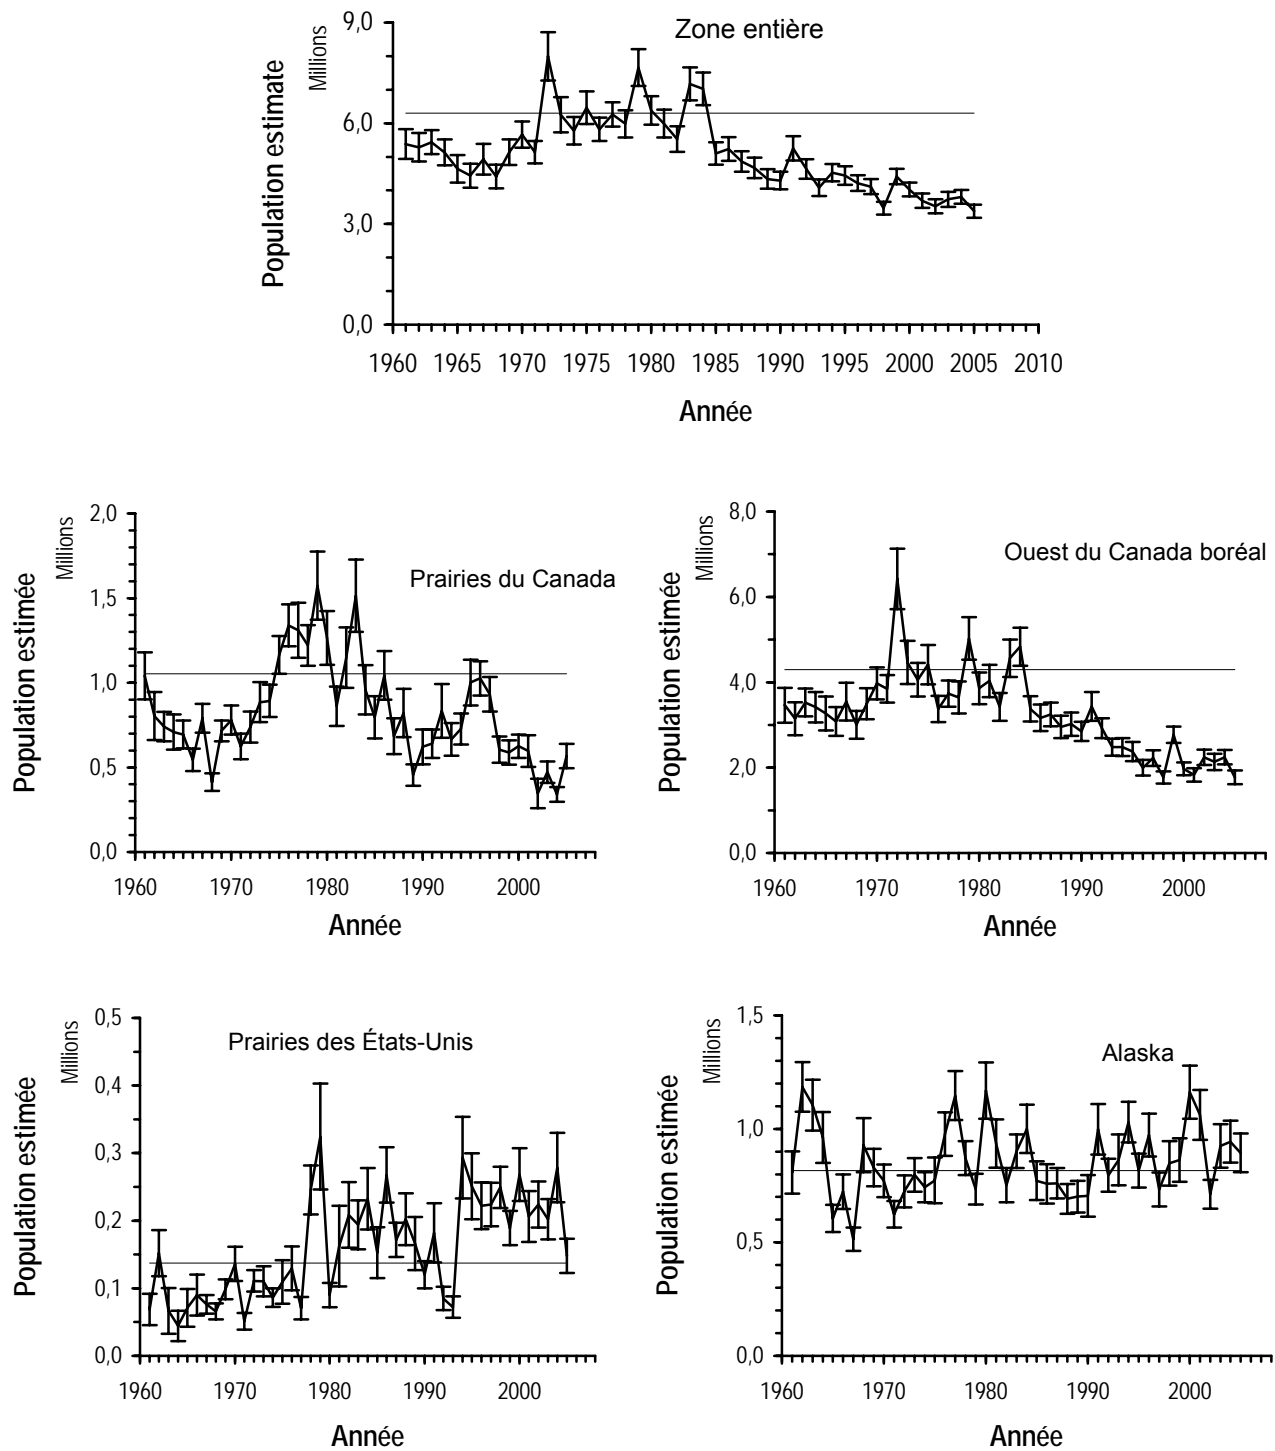 Zone entière
Population estimate
Millions
9,0
6,0
3,0
0,0
1960 1965 1970 1975 1980 1985 1990 1995 2000 2005 2010
Année
Prairies du Canada
Population estimée
Millions
2,0
1,5
1,0
0,5
0,0
1960 1970 1980 1990 2000
Année
Ouest du Canada boréal
Population estimée
Millions
8,0
6,0
4,0
2,0
0,0
1960 1970 1980 1990 2000
Année
Prairies des États-Unis
Population estimée
Millions
0,5
0,4
0,3
0,2
0,1
0,0
1960 1970 1980 1990 2000
Année
Alaska
Population estimée
Millions
1,5
1,0
0,5
0,0
1960 1970 1980 1990 2000
Année